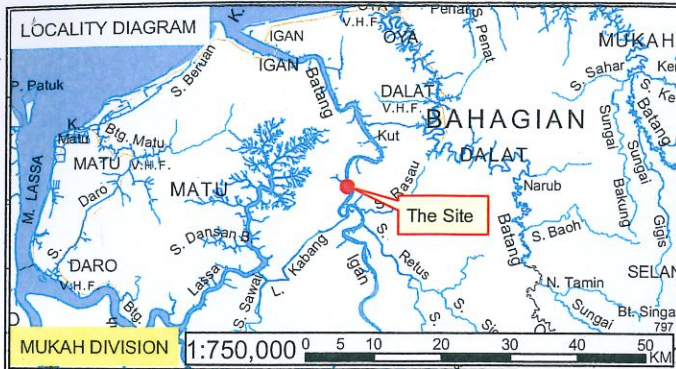 LOCALITY DIAGRAM
K.
IGAN
IGAN
OYA
V.H.F.
OYA
Penat
S. Penat
MUKAH
S. Sahar
P. Patuk
S. Beruan
Batang
DALAT
V.H.F.
Kut
BAHAGIAN
DALAT
Sungai
Bakung
Sungai
Gigis
Batang
K.
Matu
Btg. Matu
MATU
V.H.F.
Daro
MATU
M. LASSA
S. Rasau
Narub
The Site
Batang
S. Baoh
S. Dansan B.
S.
DARO
V.H.F.
Btg.
Lassa
S. Sawai
L. Kabang
Igan
S. Retus
S.
S.
N. Tamin
Sungai
SELAN
Bt. Singa
797
MUKAH DIVISION
1:750,000
0 5 10 20 30 40 50
KM